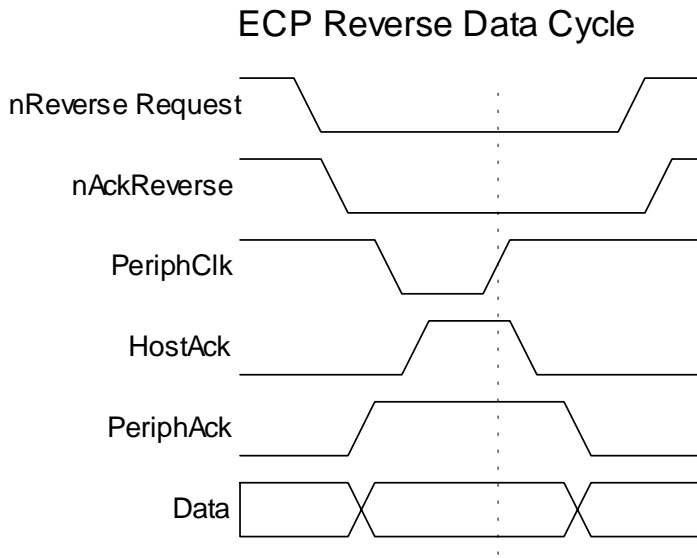 ECP Reverse Data Cycle
nReverse Request
nAckReverse
PeriphClk
HostAck
PeriphAck
Data